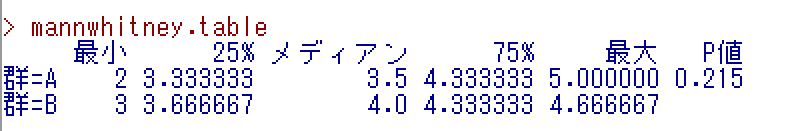 > mannwhitney.table
最小 25% メディアン 75% 最大 P値
群=A 2 3.333333 3.5 4.333333 5.000000 0.215
群=B 3 3.666667 4.0 4.333333 4.666667